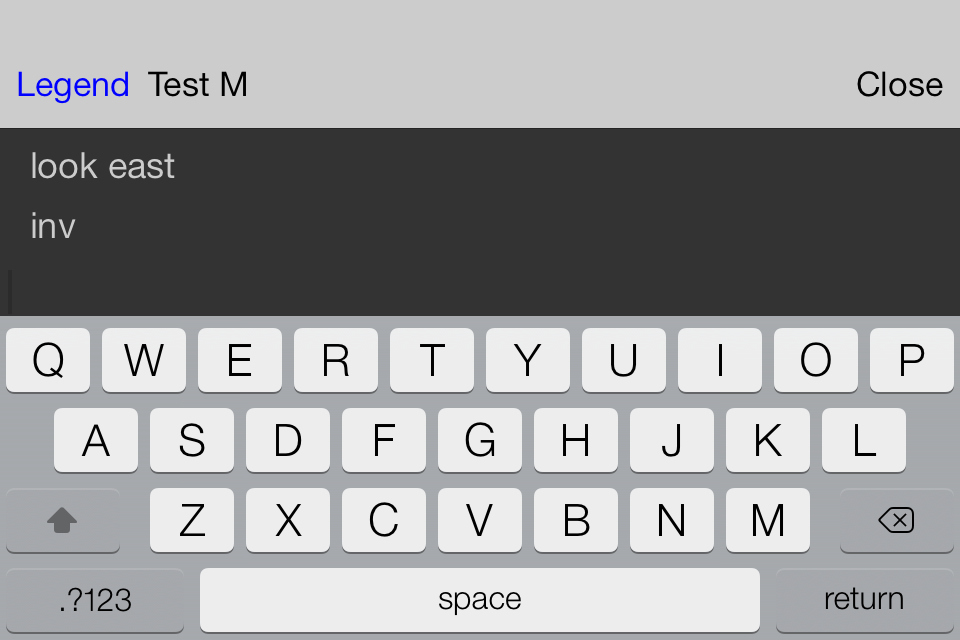 Legend Test M Close
look east
inv
Q W E R T Y U I O P
A S D F G H J K L
Z X C V B N M
.?123 space return